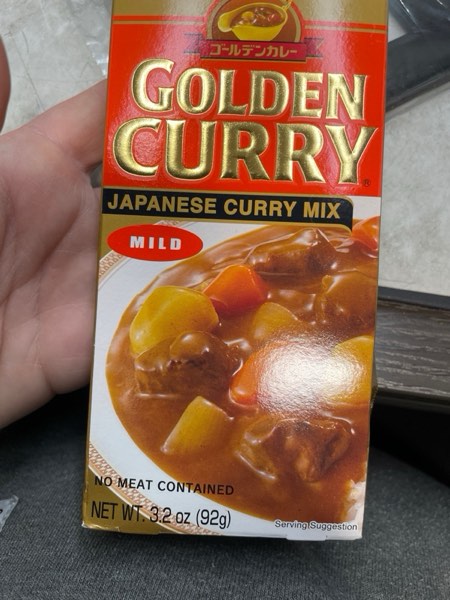 ゴールデンカレー
GOLDEN
CURRY®
JAPANESE CURRY MIX
MILD
NO MEAT CONTAINED
NET WT. 3.2 oz (92g)
Serving Suggestion